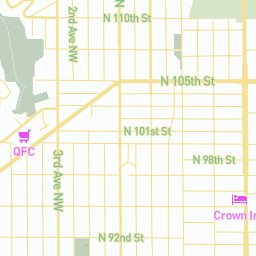 N 110th St
2nd Ave NW
N 105th St
N 101st St
QFC
N 98th St
3rd Ave NW
Crown In
N 92nd St